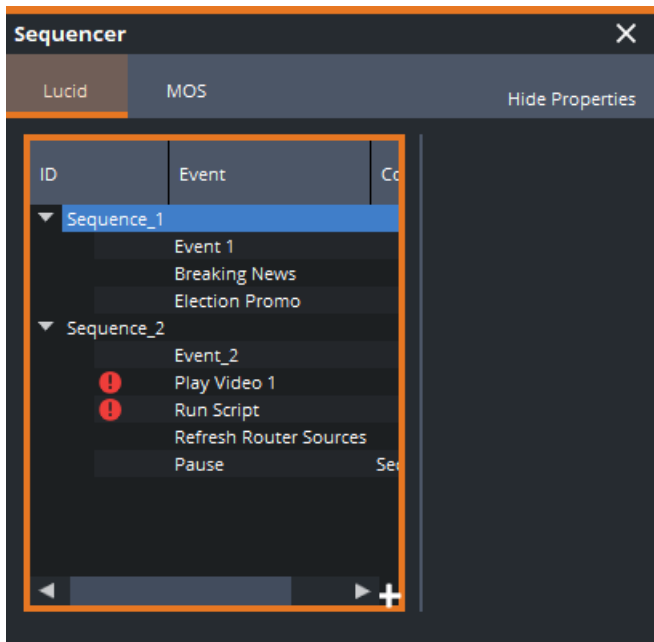 Sequencer
Lucid MOS Hide Properties
ID Event
Sequence_1
Event 1
Breaking News
Election Promo
Sequence_2
Event_2
Play Video 1
Run Script
Refresh Router Sources
Pause